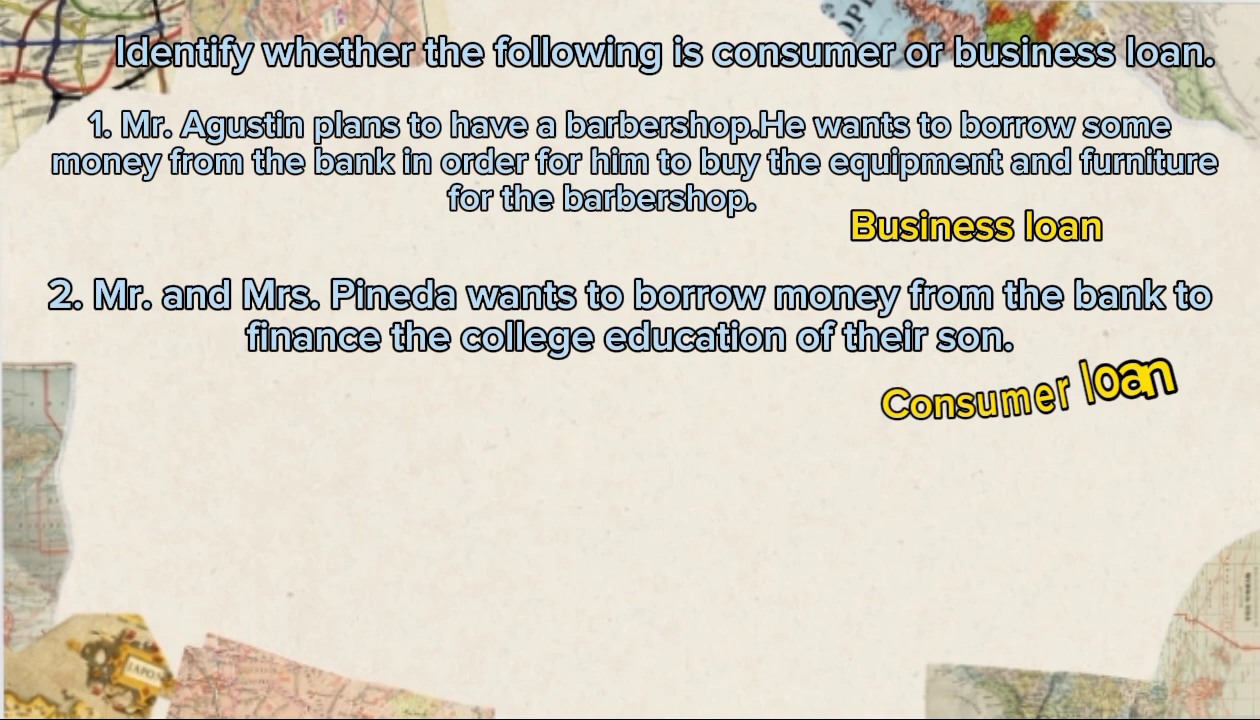 Identify whether the following is consumer or business loan.
1. Mr. Agustin plans to have a barbershop.He wants to borrow some
money from the bank in order for him to buy the equipment and furniture
for the barbershop.
Business loan
2. Mr. and Mrs. Pineda wants to borrow money from the bank to
finance the college education of their son.
Consumer loan
JAPON